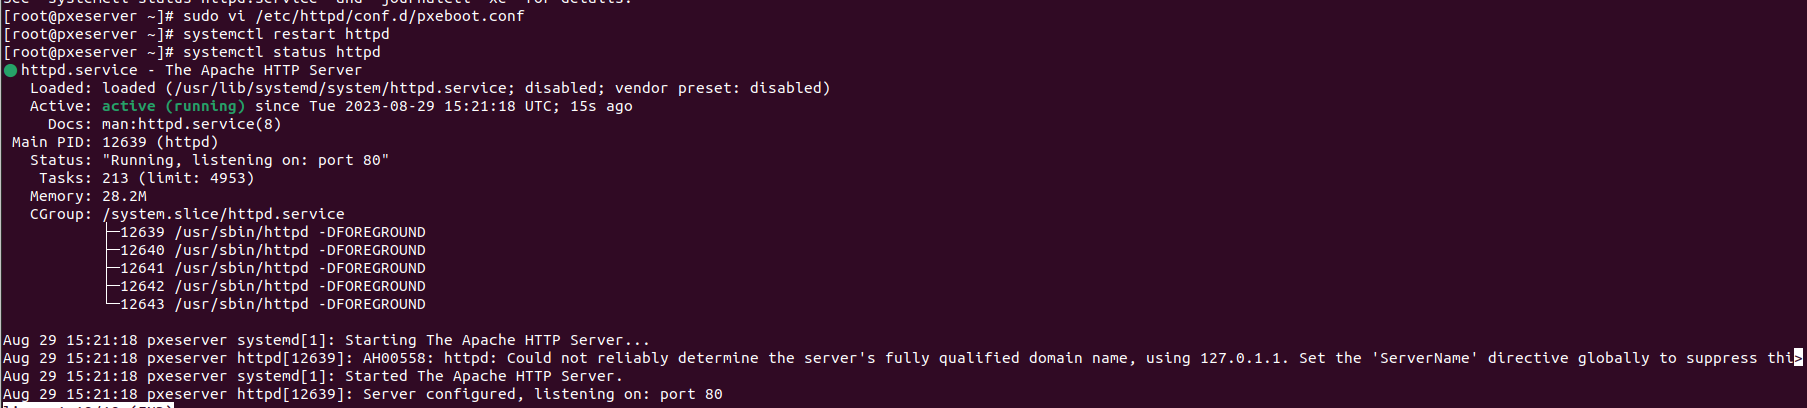 [root@pxeserver ~]# sudo vi /etc/httpd/conf.d/pxeboot.conf
[root@pxeserver ~]# systemctl restart httpd
[root@pxeserver ~]# systemctl status httpd
● httpd.service - The Apache HTTP Server
   Loaded: loaded (/usr/lib/systemd/system/httpd.service; disabled; vendor preset: disabled)
   Active: active (running) since Tue 2023-08-29 15:21:18 UTC; 15s ago
     Docs: man:httpd.service(8)
 Main PID: 12639 (httpd)
   Status: "Running, listening on: port 80"
    Tasks: 213 (limit: 4953)
   Memory: 28.2M
   CGroup: /system.slice/httpd.service
           ├─12639 /usr/sbin/httpd -DFOREGROUND
           ├─12640 /usr/sbin/httpd -DFOREGROUND
           ├─12641 /usr/sbin/httpd -DFOREGROUND
           ├─12642 /usr/sbin/httpd -DFOREGROUND
           └─12643 /usr/sbin/httpd -DFOREGROUND
Aug 29 15:21:18 pxeserver systemd[1]: Starting The Apache HTTP Server...
Aug 29 15:21:18 pxeserver httpd[12639]: AH00558: httpd: Could not reliably determine the server's fully qualified domain name, using 127.0.1.1. Set the 'ServerName' directive globally to suppress thi>
Aug 29 15:21:18 pxeserver systemd[1]: Started The Apache HTTP Server.
Aug 29 15:21:18 pxeserver httpd[12639]: Server configured, listening on: port 80